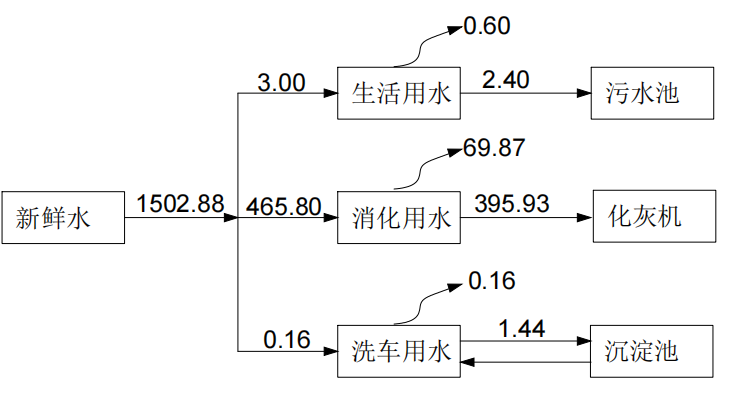 0.60
3.00
生活用水
2.40
污水池
69.87
新鲜水
1502.88
465.80
消化用水
395.93
化灰机
0.16
0.16
洗车用水
1.44
沉淀池